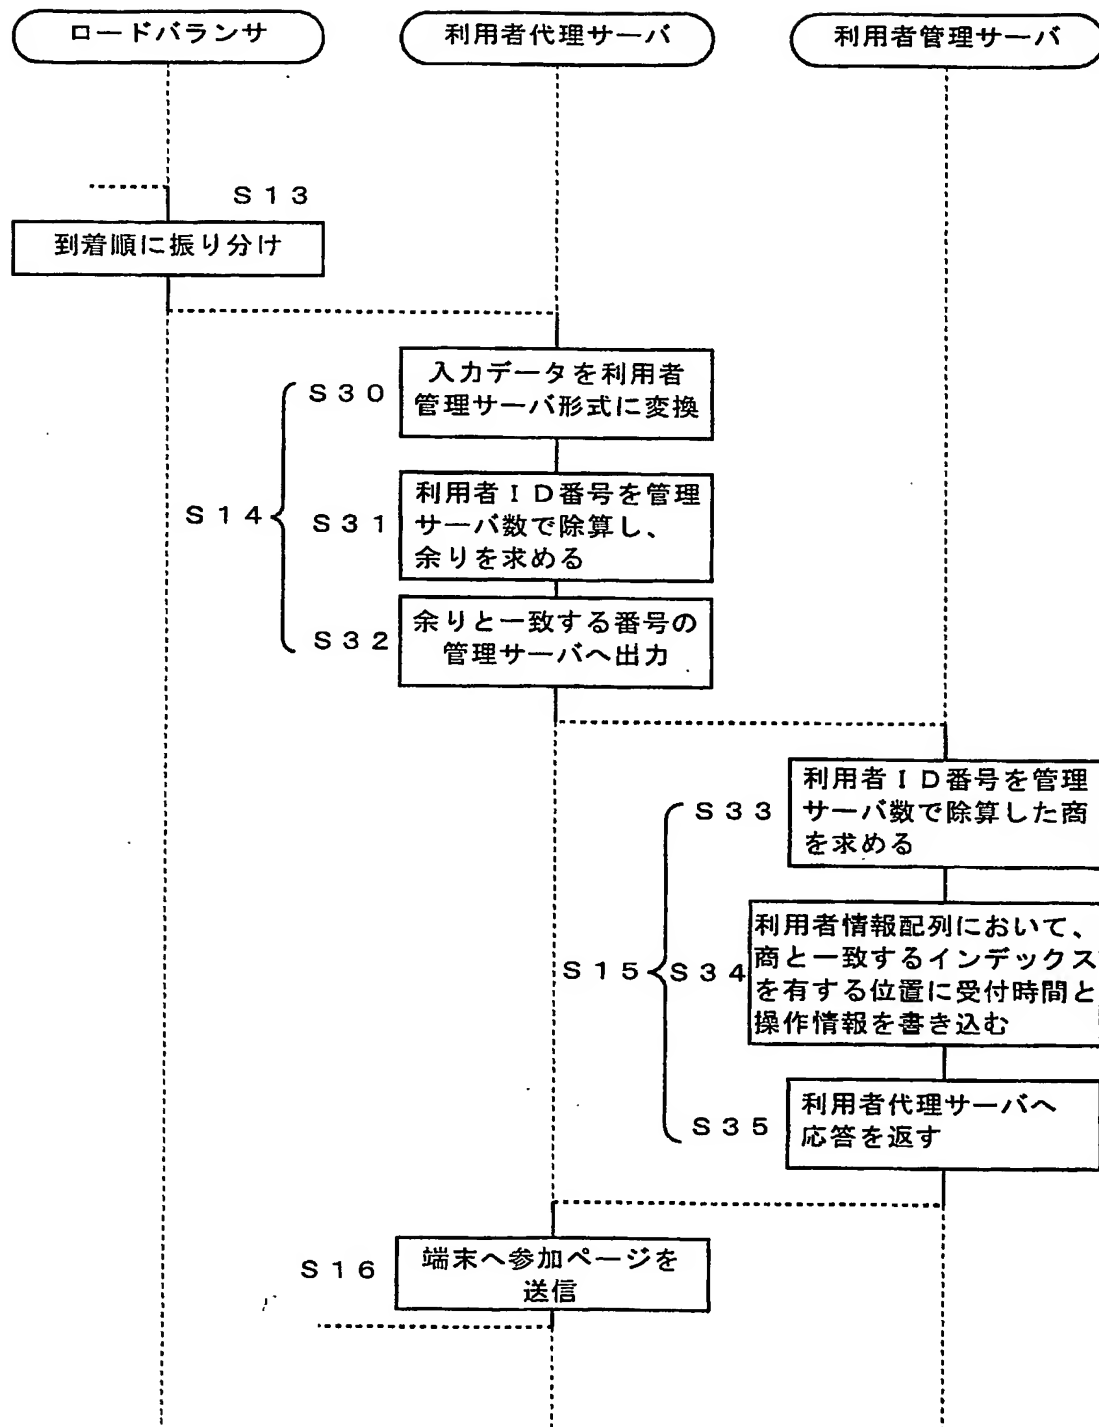 ロードバランサ
利用者代理サーバ
利用者管理サーバ
S13
到着順に振り分け
S30
入力データを利用者
管理サーバ形式に変換
S14
S31
利用者ID番号を管理
サーバ数で除算し、
余りを求める
S32
余りと一致する番号の
管理サーバへ出力
S33
利用者ID番号を管理
サーバ数で除算した商
を求める
S15
S34
利用者情報配列において、
商と一致するインデックス
を有する位置に受付時間と
操作情報を書き込む
S35
利用者代理サーバへ
応答を返す
S16
端末へ参加ページを
送信